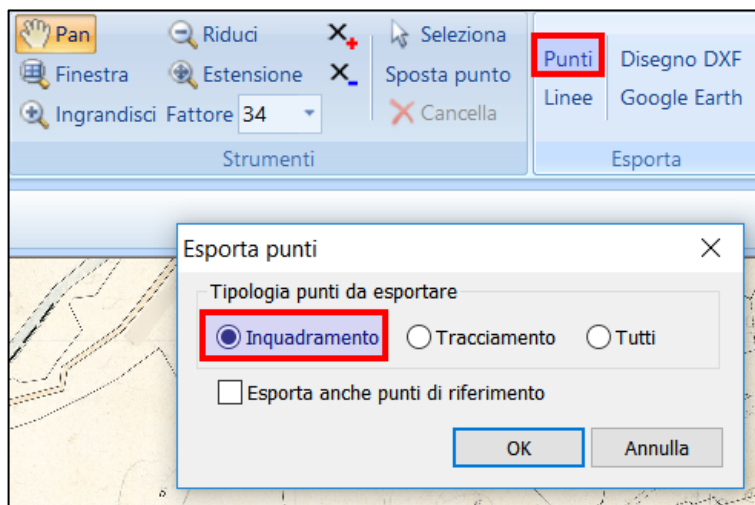 Pan Riduci Seleziona
Finestra Estensione Sposta punto
Ingrandisci Fattore 34 Cancella
Strumenti
Punti Disegno DXF
Linee Google Earth
Esporta
Esporta punti
Tipologia punti da esportare
Inquadramento Tracciamento Tutti
Esporta anche punti di riferimento
OK Annulla